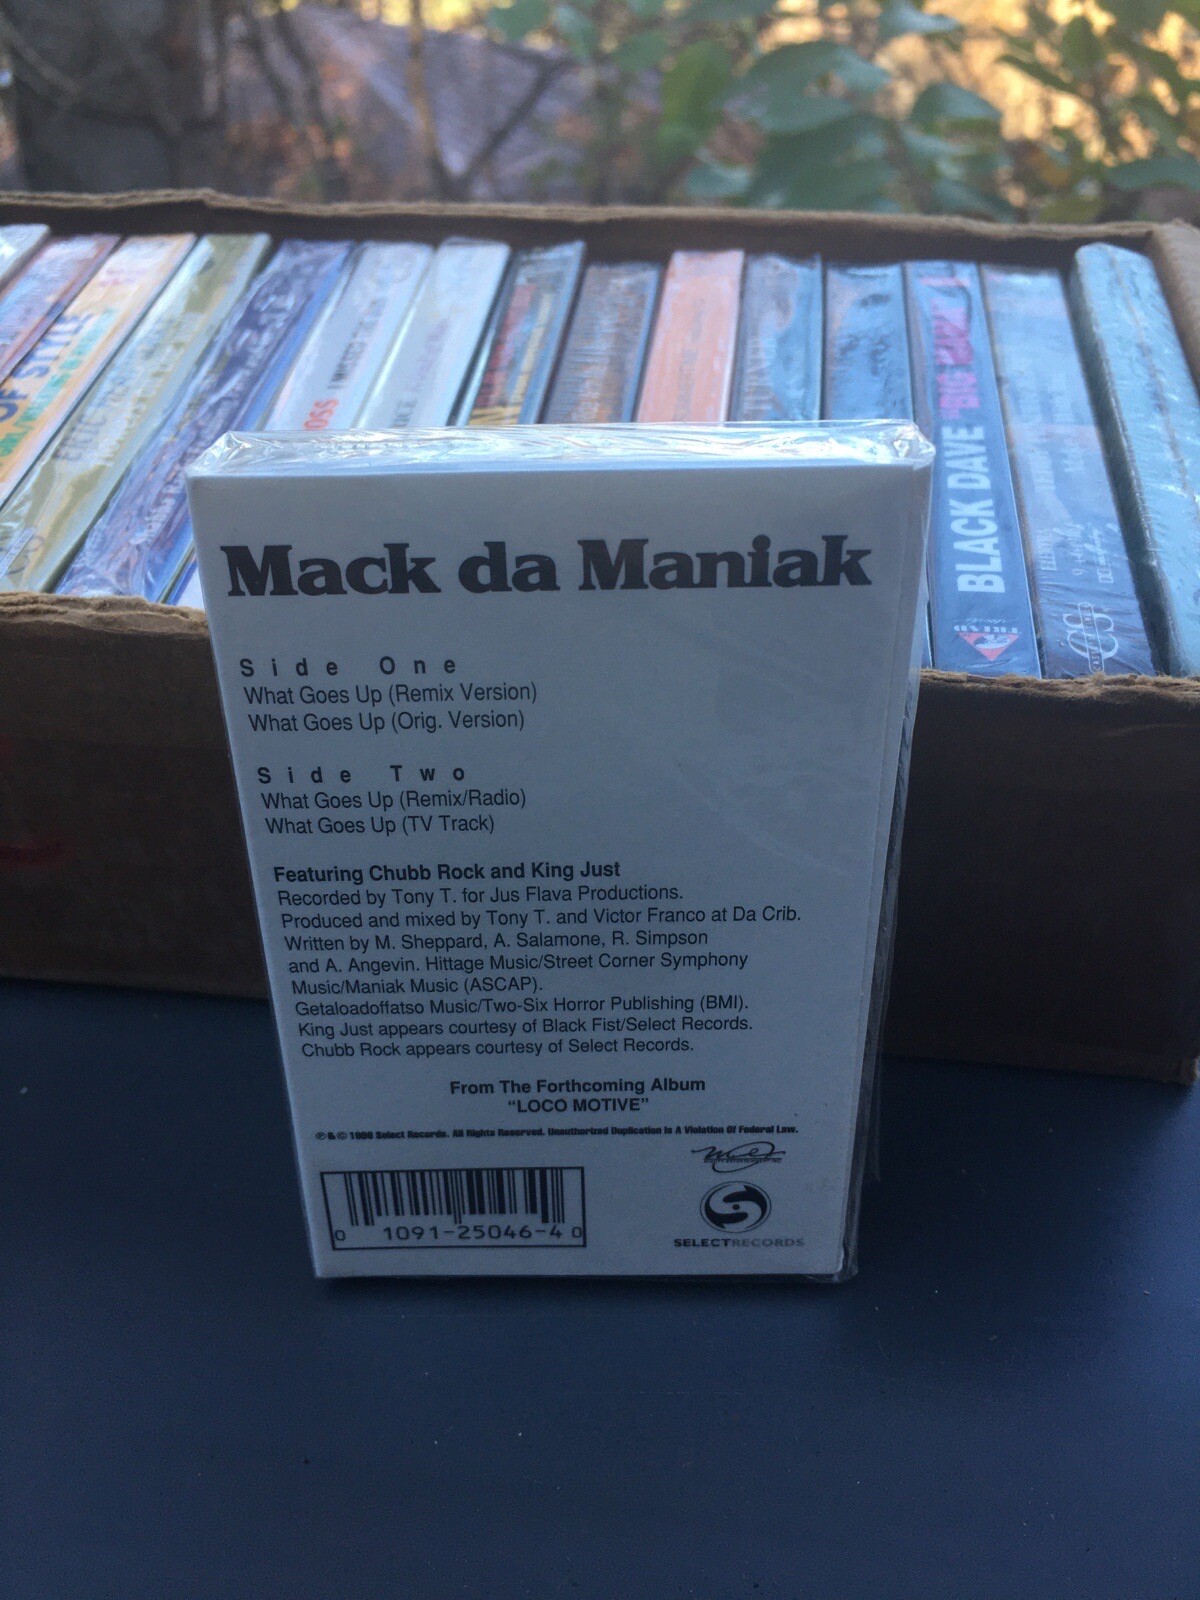 OF STYLE
BLACK DAVE "BIG
Mack da Maniak
Side One
What Goes Up (Remix Version)
What Goes Up (Orig. Version)
Side Two
What Goes Up (Remix/Radio)
What Goes Up (TV Track)
Featuring Chubb Rock and King Just
Recorded by Tony T. for Jus Flava Productions.
Produced and mixed by Tony T. and Victor Franco at Da Crib.
Written by M. Sheppard, A. Salamone, R. Simpson
and A. Angevin. Hittage Music/Street Corner Symphony
Music/Maniak Music (ASCAP).
Getaloadoffatso Music/Two-Six Horror Publishing (BMI).
King Just appears courtesy of Black Fist/Select Records.
Chubb Rock appears courtesy of Select Records.
From The Forthcoming Album
"LOCO MOTIVE"
Select Records. All Rights Reserved. Unauthorized Duplication Is A Violation Of Federal Law.
0 1091-25046-4 0
SELECTRECORDS